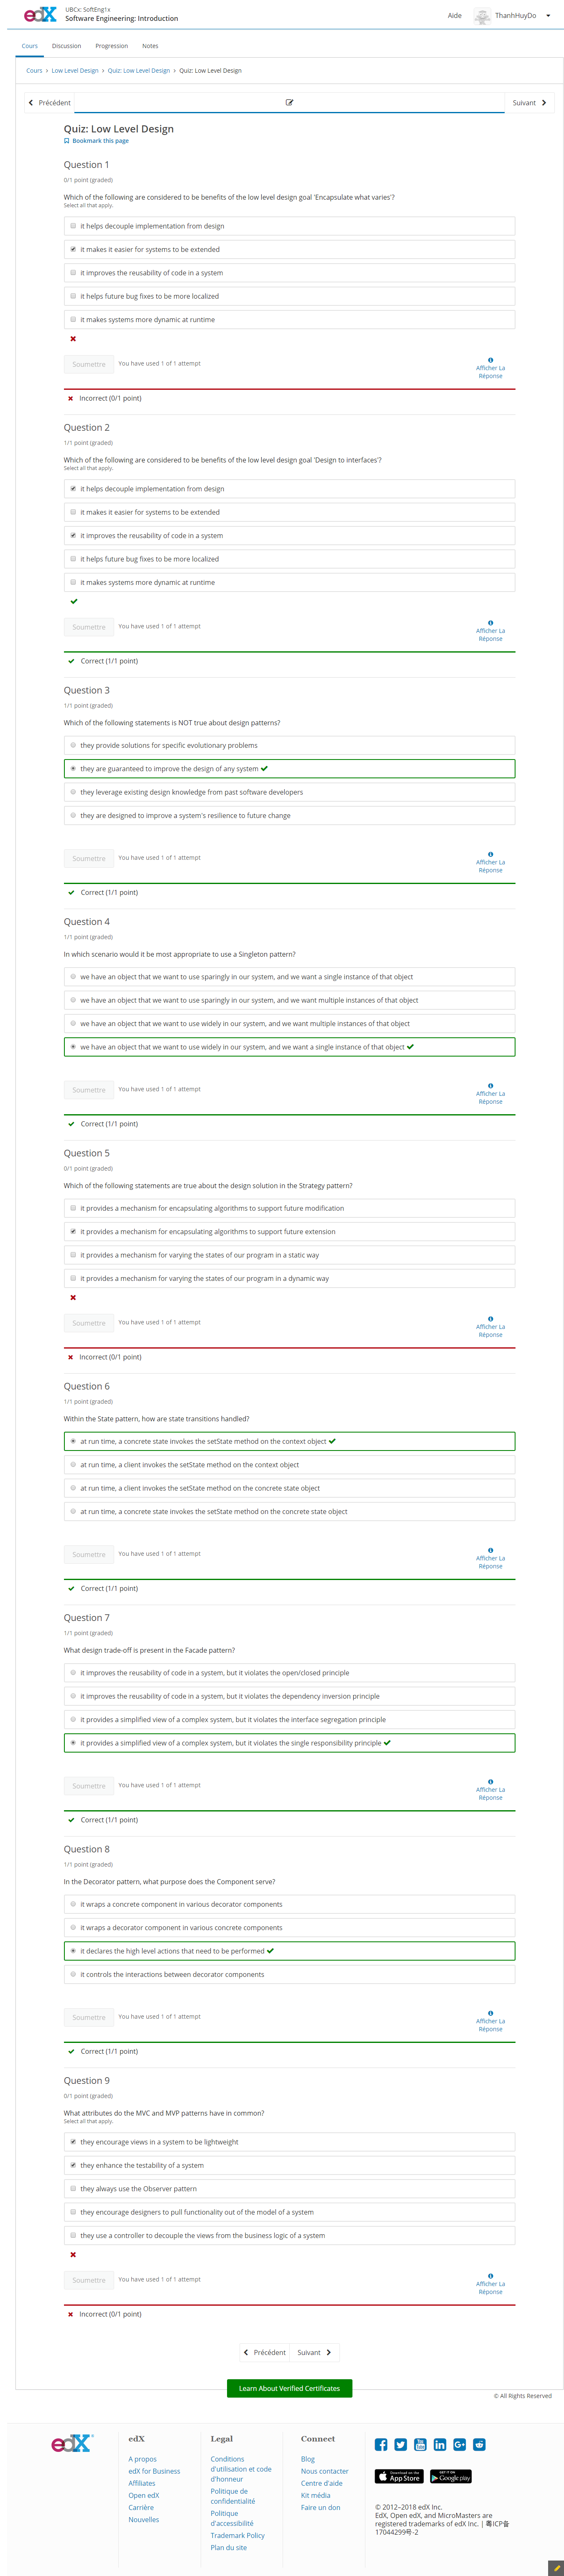 edX
UBCx: SoftEng1x
Software Engineering: Introduction
Aide
ThanhHuyDo
Cours
Discussion
Progression
Notes
Cours › Low Level Design › Quiz: Low Level Design › Quiz: Low Level Design
Précédent
Suivant
Quiz: Low Level Design
Bookmark this page
Question 1
0/1 point (graded)
Which of the following are considered to be benefits of the low level design goal 'Encapsulate what varies'?
Select all that apply.
it helps decouple implementation from design
it makes it easier for systems to be extended
it improves the reusability of code in a system
it helps future bug fixes to be more localized
it makes systems more dynamic at runtime
Soumettre
You have used 1 of 1 attempt
Afficher La
Réponse
Incorrect (0/1 point)
Question 2
1/1 point (graded)
Which of the following are considered to be benefits of the low level design goal 'Design to interfaces'?
Select all that apply.
it helps decouple implementation from design
it makes it easier for systems to be extended
it improves the reusability of code in a system
it helps future bug fixes to be more localized
it makes systems more dynamic at runtime
Soumettre
You have used 1 of 1 attempt
Afficher La
Réponse
Correct (1/1 point)
Question 3
1/1 point (graded)
Which of the following statements is NOT true about design patterns?
they provide solutions for specific evolutionary problems
they are guaranteed to improve the design of any system
they leverage existing design knowledge from past software developers
they are designed to improve a system's resilience to future change
Soumettre
You have used 1 of 1 attempt
Afficher La
Réponse
Correct (1/1 point)
Question 4
1/1 point (graded)
In which scenario would it be most appropriate to use a Singleton pattern?
we have an object that we want to use sparingly in our system, and we want a single instance of that object
we have an object that we want to use sparingly in our system, and we want multiple instances of that object
we have an object that we want to use widely in our system, and we want multiple instances of that object
we have an object that we want to use widely in our system, and we want a single instance of that object
Soumettre
You have used 1 of 1 attempt
Afficher La
Réponse
Correct (1/1 point)
Question 5
0/1 point (graded)
Which of the following statements are true about the design solution in the Strategy pattern?
it provides a mechanism for encapsulating algorithms to support future modification
it provides a mechanism for encapsulating algorithms to support future extension
it provides a mechanism for varying the states of our program in a static way
it provides a mechanism for varying the states of our program in a dynamic way
Soumettre
You have used 1 of 1 attempt
Afficher La
Réponse
Incorrect (0/1 point)
Question 6
1/1 point (graded)
Within the State pattern, how are state transitions handled?
at run time, a concrete state invokes the setState method on the context object
at run time, a client invokes the setState method on the context object
at run time, a client invokes the setState method on the concrete state object
at run time, a concrete state invokes the setState method on the concrete state object
Soumettre
You have used 1 of 1 attempt
Afficher La
Réponse
Correct (1/1 point)
Question 7
1/1 point (graded)
What design trade-off is present in the Facade pattern?
it improves the reusability of code in a system, but it violates the open/closed principle
it improves the reusability of code in a system, but it violates the dependency inversion principle
it provides a simplified view of a complex system, but it violates the interface segregation principle
it provides a simplified view of a complex system, but it violates the single responsibility principle
Soumettre
You have used 1 of 1 attempt
Afficher La
Réponse
Correct (1/1 point)
Question 8
1/1 point (graded)
In the Decorator pattern, what purpose does the Component serve?
it wraps a concrete component in various decorator components
it wraps a decorator component in various concrete components
it declares the high level actions that need to be performed
it controls the interactions between decorator components
Soumettre
You have used 1 of 1 attempt
Afficher La
Réponse
Correct (1/1 point)
Question 9
0/1 point (graded)
What attributes do the MVC and MVP patterns have in common?
Select all that apply.
they encourage views in a system to be lightweight
they enhance the testability of a system
they always use the Observer pattern
they encourage designers to pull functionality out of the model of a system
they use a controller to decouple the views from the business logic of a system
Soumettre
You have used 1 of 1 attempt
Afficher La
Réponse
Incorrect (0/1 point)
Précédent
Suivant
Learn About Verified Certificates
© All Rights Reserved
edX
edX
A propos
edX for Business
Affiliates
Open edX
Carrière
Nouvelles
Legal
Conditions
d'utilisation et code
d'honneur
Politique de
confidentialité
Politique
d'accessibilité
Trademark Policy
Plan du site
Connect
Blog
Nous contacter
Centre d'aide
Kit média
Faire un don
Download on the
App Store
GET IT ON
Google play
© 2012–2018 edX Inc.
EdX, Open edX, and MicroMasters are
registered trademarks of edX Inc. | 粤ICP备
17044299号-2